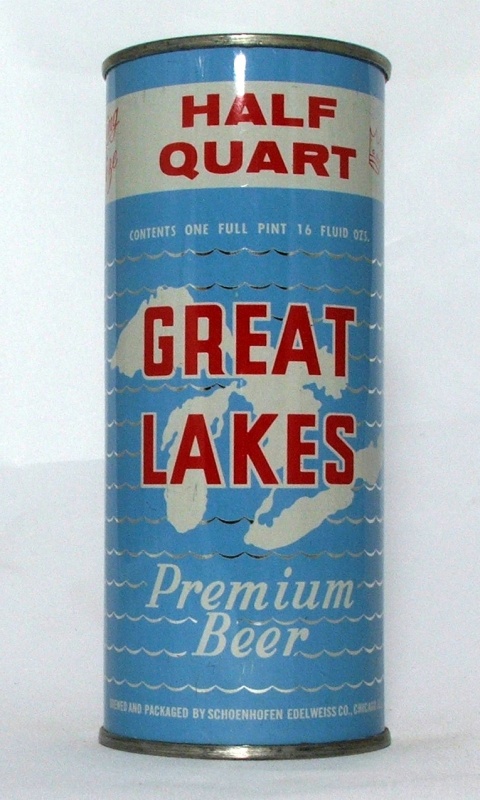 HALF
QUART
CONTENTS ONE FULL PINT 16 FLUID OZS.
GREAT
LAKES
Premium
Beer
BREWED AND PACKAGED BY SCHOENHOFEN EDELWEISS CO., CHICAGO